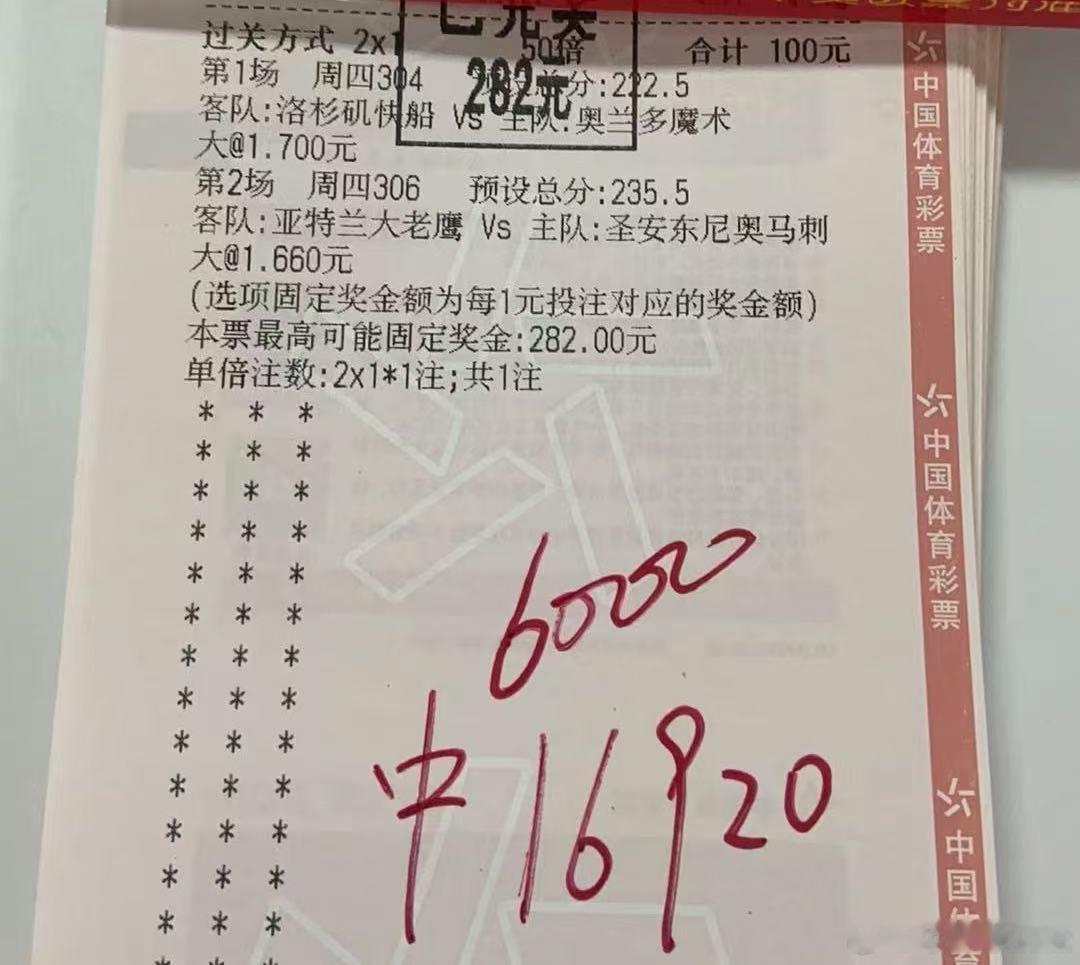 过关方式 2x1 50倍 合计 100元
已兑奖
282元
第1场 周四304 预设总分:222.5
客队:洛杉矶快船 Vs 主队:奥兰多魔术
大@1.700元
第2场 周四306 预设总分:235.5
客队:亚特兰大老鹰 Vs 主队:圣安东尼奥马刺
大@1.660元
(选项固定奖金额为每1元投注对应的奖金额)
本票最高可能固定奖金:282.00元
单倍注数:2x1*1注;共1注
* * *
* * *
* * *
* * *
* * *
* * *
* * *
* * *
* * *
* * *
* * *
* * *
* * *
* * *
6000
中16920
中国体育彩票
中国体育彩票
中国体育